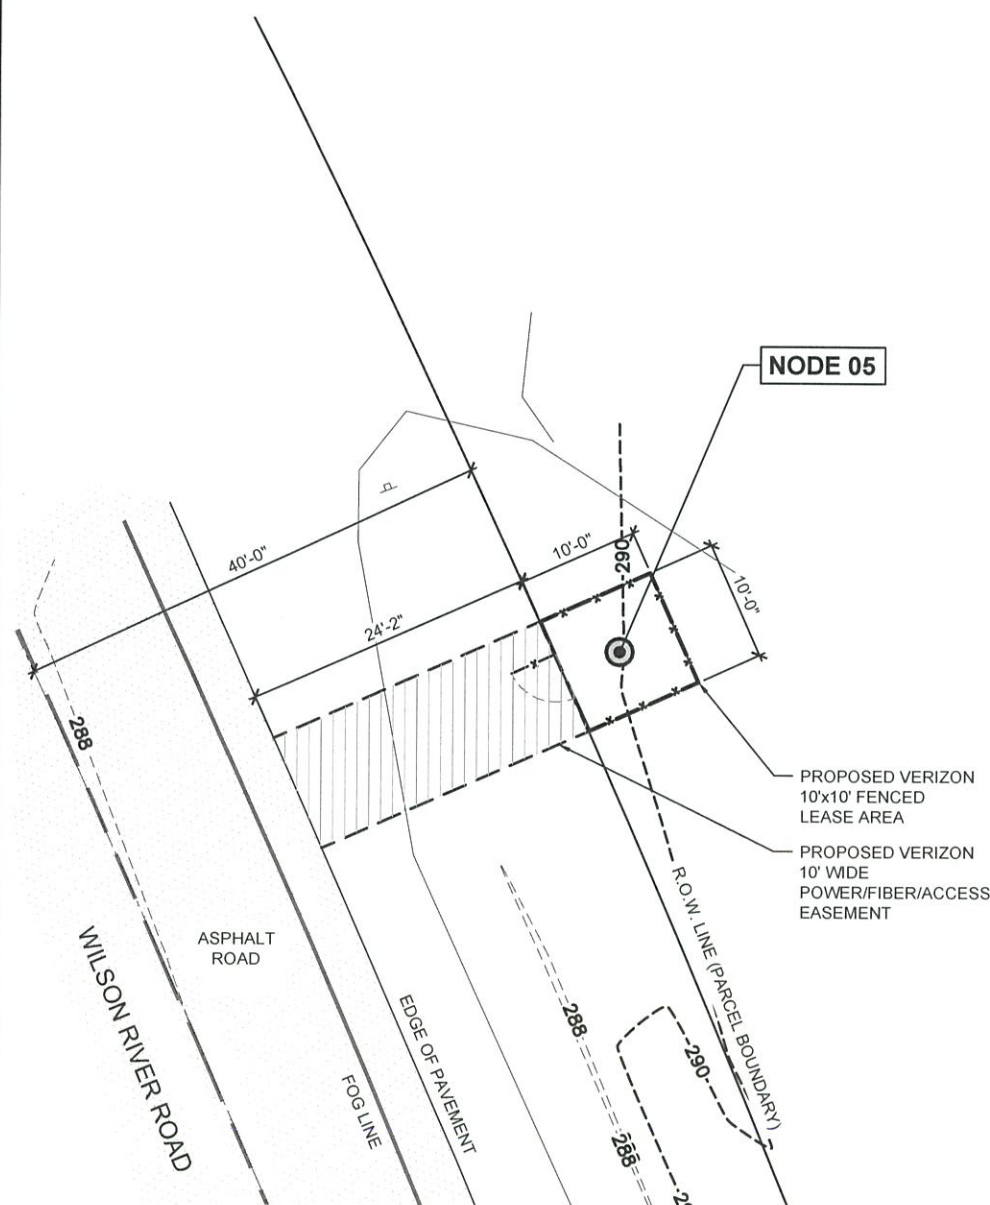 NODE 05
40'-0"
10'-0"
290
24'-2"
10'-0"
288
PROPOSED VERIZON
10'x10' FENCED
LEASE AREA
PROPOSED VERIZON
10' WIDE
POWER/FIBER/ACCESS
EASEMENT
R.O.W. LINE (PARCEL BOUNDARY)
ASPHALT
ROAD
WILSON RIVER ROAD
EDGE OF PAVEMENT
FOG LINE
288
290
288